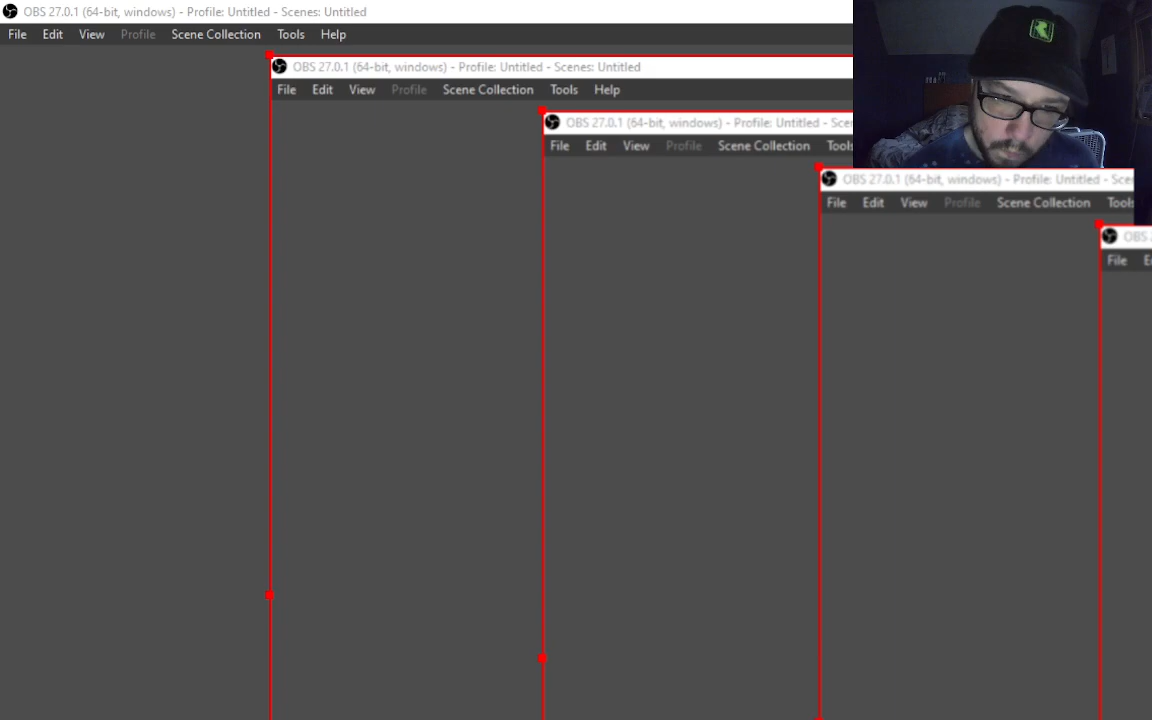 OBS 27.0.1 (64-bit, windows) - Profile: Untitled - Scenes: Untitled
File Edit View Profile Scene Collection Tools Help
OBS 27.0.1 (64-bit, windows) - Profile: Untitled - Scenes: Untitled
File Edit View Profile Scene Collection Tools Help
OBS 27.0.1 (64-bit, windows) - Profile: Untitled - Sce
File Edit View Profile Scene Collection Tools
OBS 27.0.1 (64-bit, windows) - Profile: Untitled - Sce
File Edit View Profile Scene Collection Tools
OBS
File E